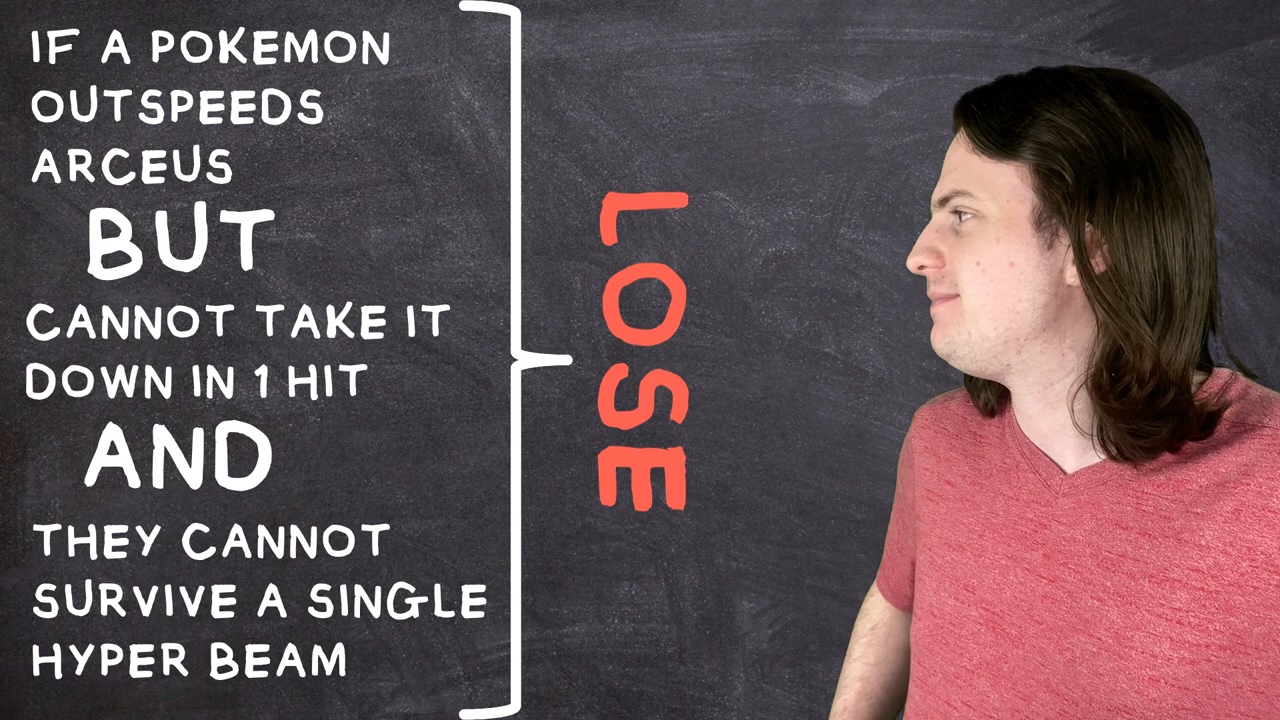 IF A POKEMON
OUTSPEEDS
ARCEUS
BUT
CANNOT TAKE IT
DOWN IN 1 HIT
AND
THEY CANNOT
SURVIVE A SINGLE
HYPER BEAM
LOSE